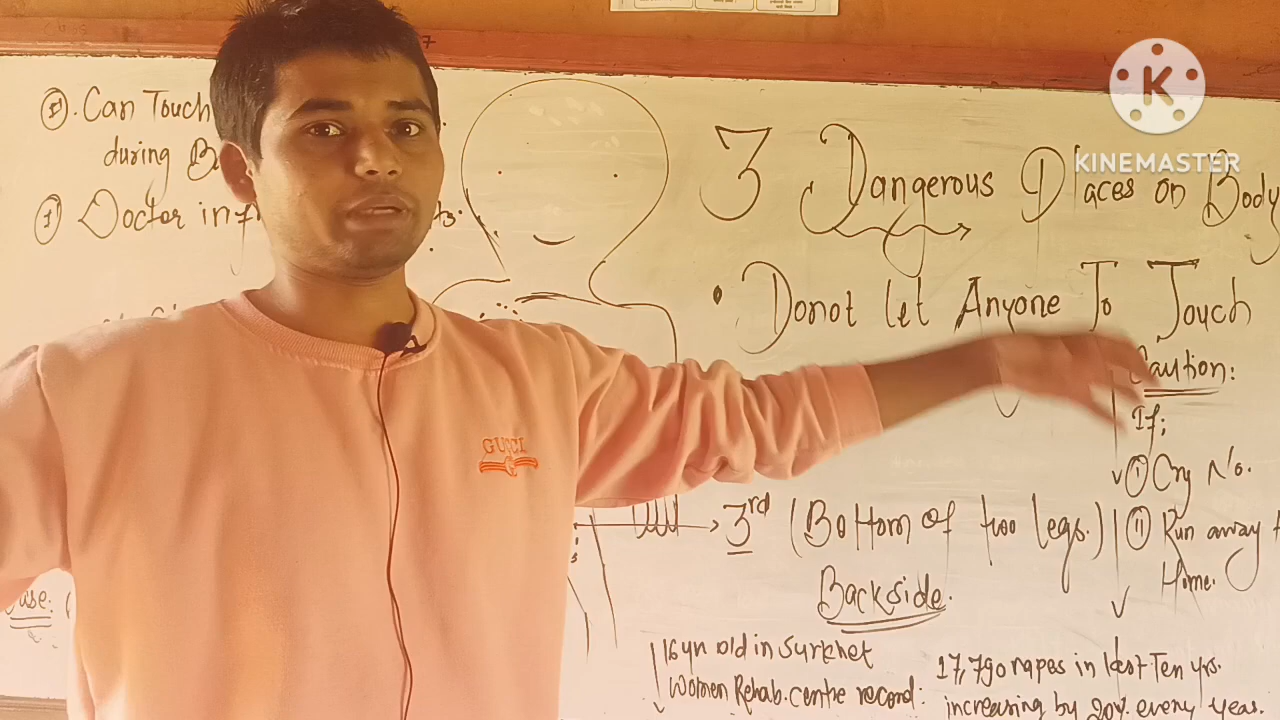 II. Can Touch
during
I Doctor in
3 Dangerous Places on Body
• Donot let Anyone To Touch
Caution:
If;
I Cry No.
II Run away
Home.
3rd (Bottom of two legs.)
Backside.
16 yr old in Surkhet
Women Rehab. centre record:
17,790 rapes in last Ten yrs.
increasing by 20% every year.
GUCCI
K
KINEMASTER